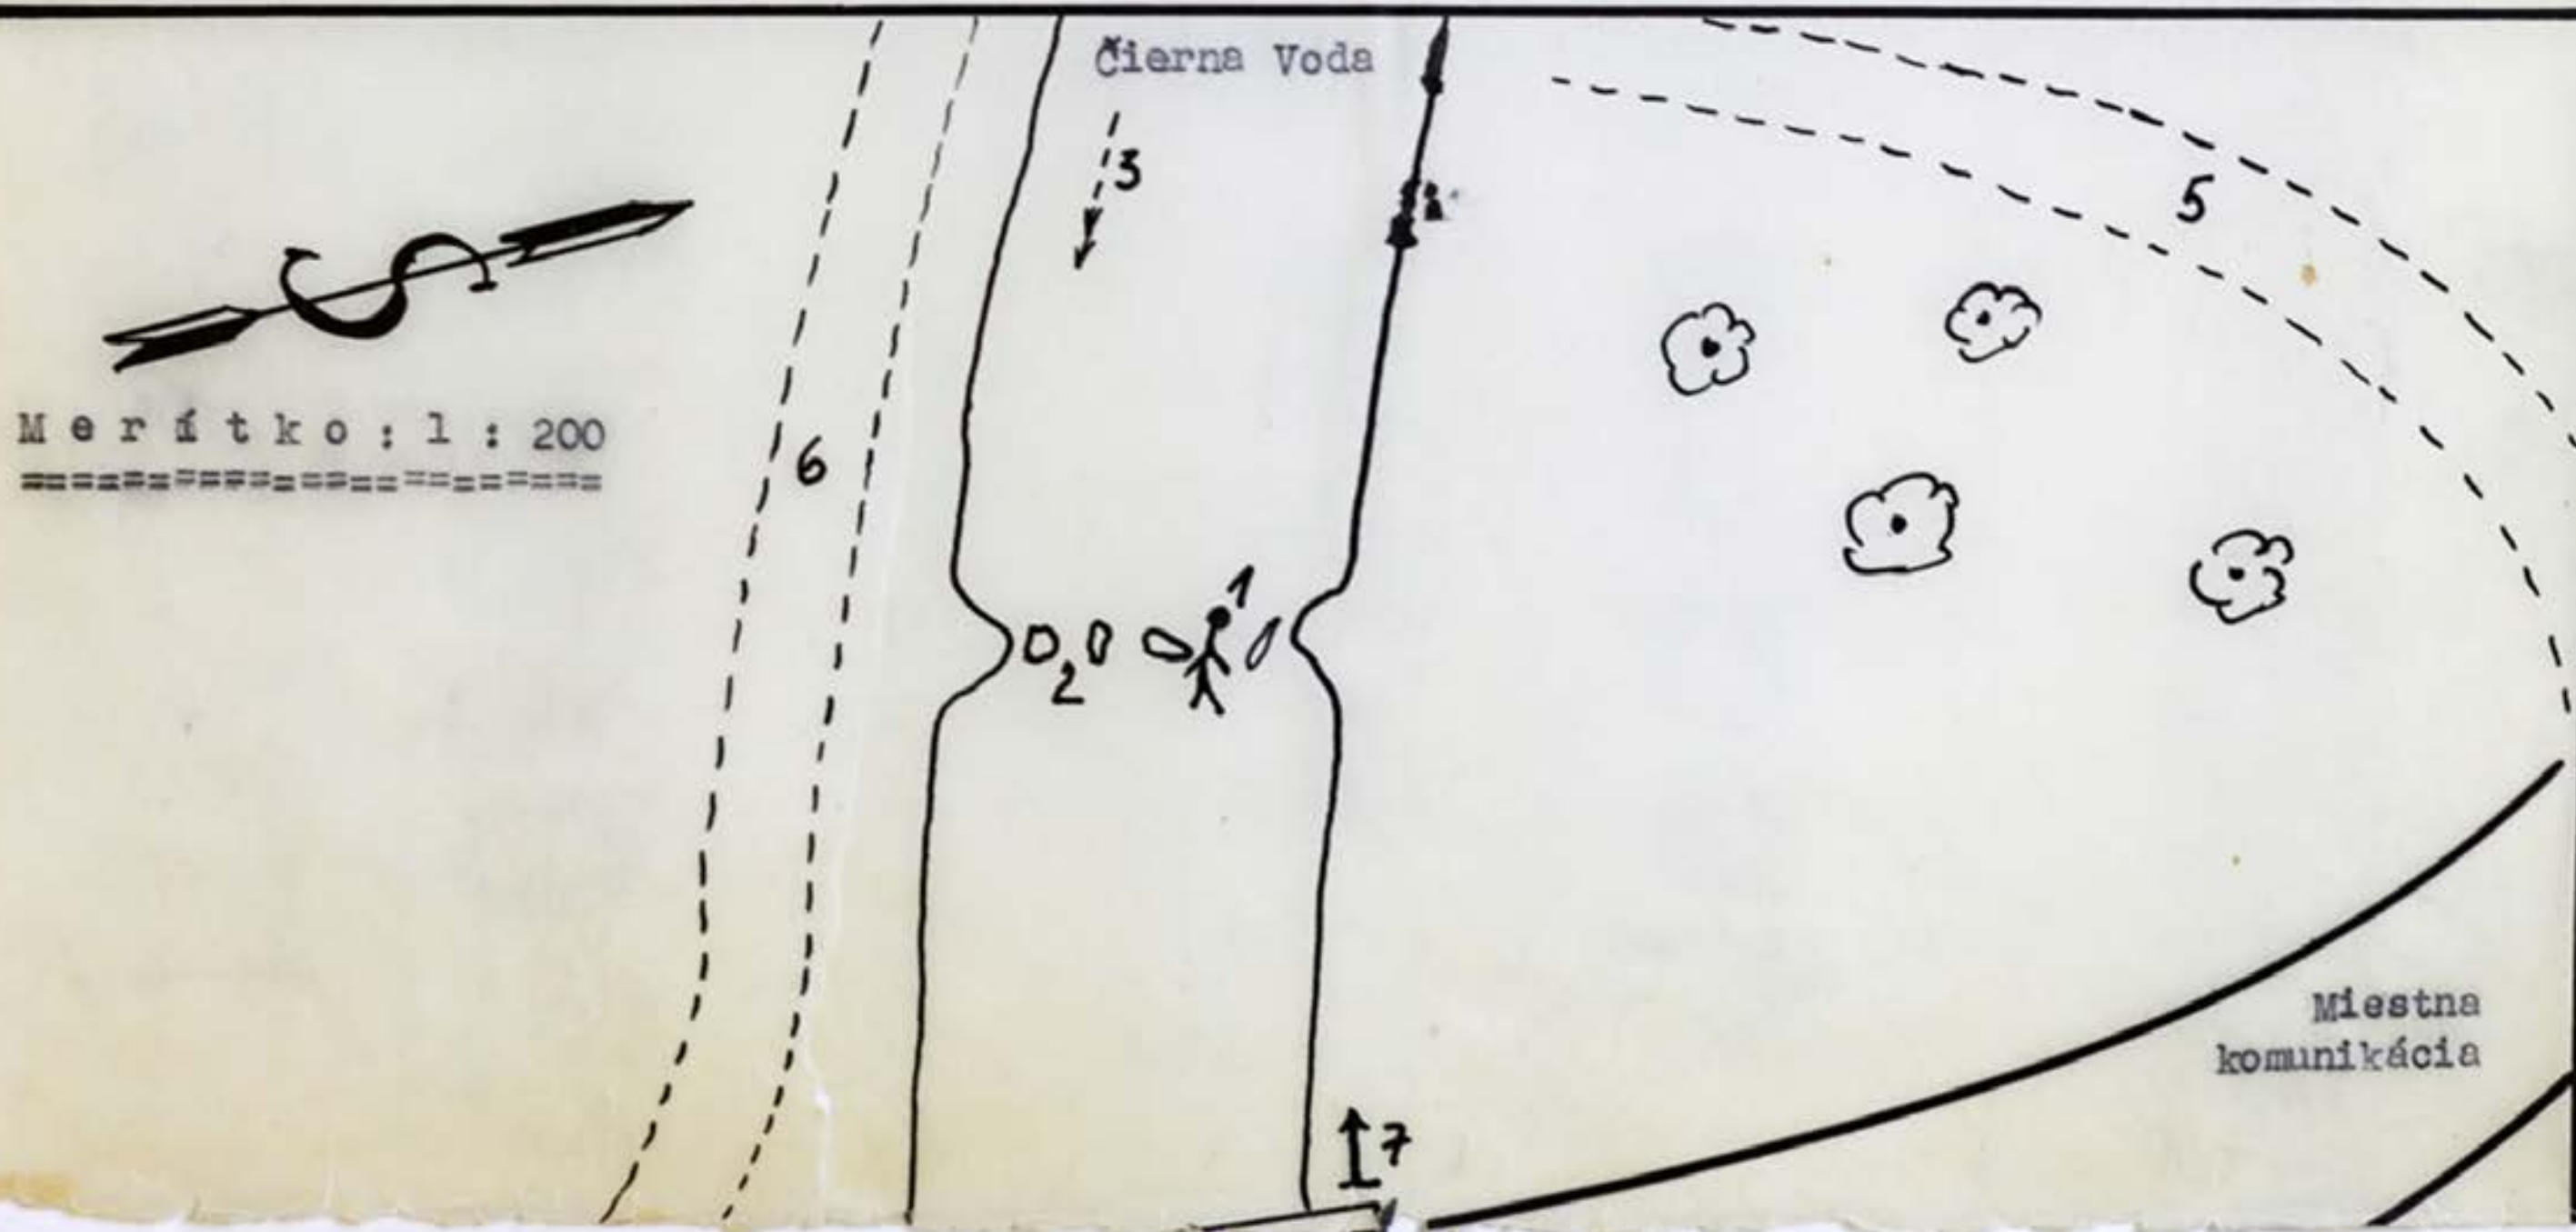 Čierna Voda
3
5
S
Merítko: 1 : 200
=======================
6
1
2
Miestna
komunikácia
7